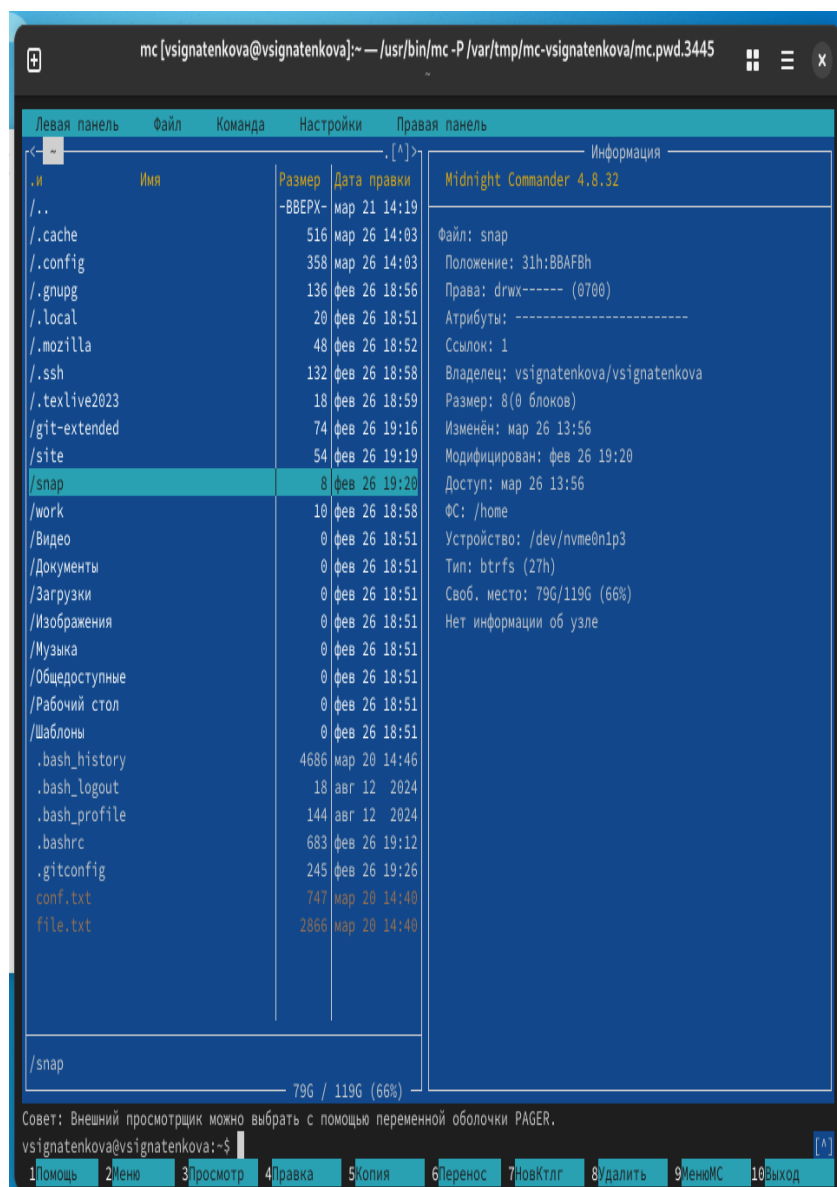 mc [vsignatenkova@vsignatenkova]:~ — /usr/bin/mc -P /var/tmp/mc-vsignatenkova/mc.pwd.3445
~
Левая панель Файл Команда Настройки Правая панель
<- ~ .[^]>
.и Имя Размер Дата правки
/.. -ВВЕРХ- мар 21 14:19
/.cache 516 мар 26 14:03
/.config 358 мар 26 14:03
/.gnupg 136 фев 26 18:56
/.local 20 фев 26 18:51
/.mozilla 48 фев 26 18:52
/.ssh 132 фев 26 18:58
/.texlive2023 18 фев 26 18:59
/git-extended 74 фев 26 19:16
/site 54 фев 26 19:19
/snap 8 фев 26 19:20
/work 10 фев 26 18:58
/Видео 0 фев 26 18:51
/Документы 0 фев 26 18:51
/Загрузки 0 фев 26 18:51
/Изображения 0 фев 26 18:51
/Музыка 0 фев 26 18:51
/Общедоступные 0 фев 26 18:51
/Рабочий стол 0 фев 26 18:51
/Шаблоны 0 фев 26 18:51
.bash_history 4686 мар 20 14:46
.bash_logout 18 авг 12 2024
.bash_profile 144 авг 12 2024
.bashrc 683 фев 26 19:12
.gitconfig 245 фев 26 19:26
conf.txt 747 мар 20 14:40
file.txt 2866 мар 20 14:40
/snap
79G / 119G (66%)
Информация
Midnight Commander 4.8.32
Файл: snap
Положение: 31h:BBAFBh
Права: drwx------ (0700)
Атрибуты: -------------------------
Ссылок: 1
Владелец: vsignatenkova/vsignatenkova
Размер: 8(0 блоков)
Изменён: мар 26 13:56
Модифицирован: фев 26 19:20
Доступ: мар 26 13:56
ФС: /home
Устройство: /dev/nvme0n1p3
Тип: btrfs (27h)
Своб. место: 79G/119G (66%)
Нет информации об узле
Совет: Внешний просмотрщик можно выбрать с помощью переменной оболочки PAGER.
vsignatenkova@vsignatenkova:~$ [^]
1Помощь 2Меню 3Просмотр 4Правка 5Копия 6Перенос 7НовКтлг 8Удалить 9МенюМС 10Выход